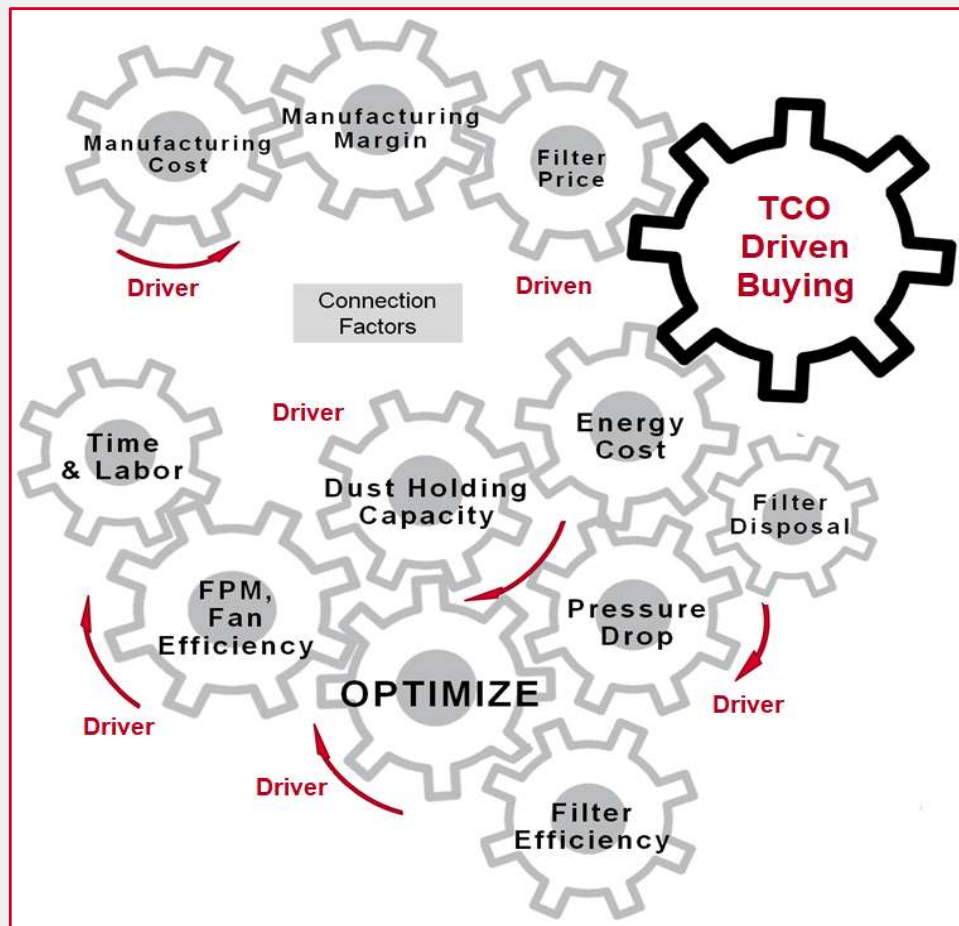 Manufacturing
Cost
Manufacturing
Margin
Filter
Price
TCO
Driven
Buying
Driver
Driven
Connection
Factors
Driver
Time
& Labor
Dust Holding
Capacity
Energy
Cost
Filter
Disposal
FPM,
Fan
Efficiency
Pressure
Drop
OPTIMIZE
Driver
Driver
Driver
Filter
Efficiency